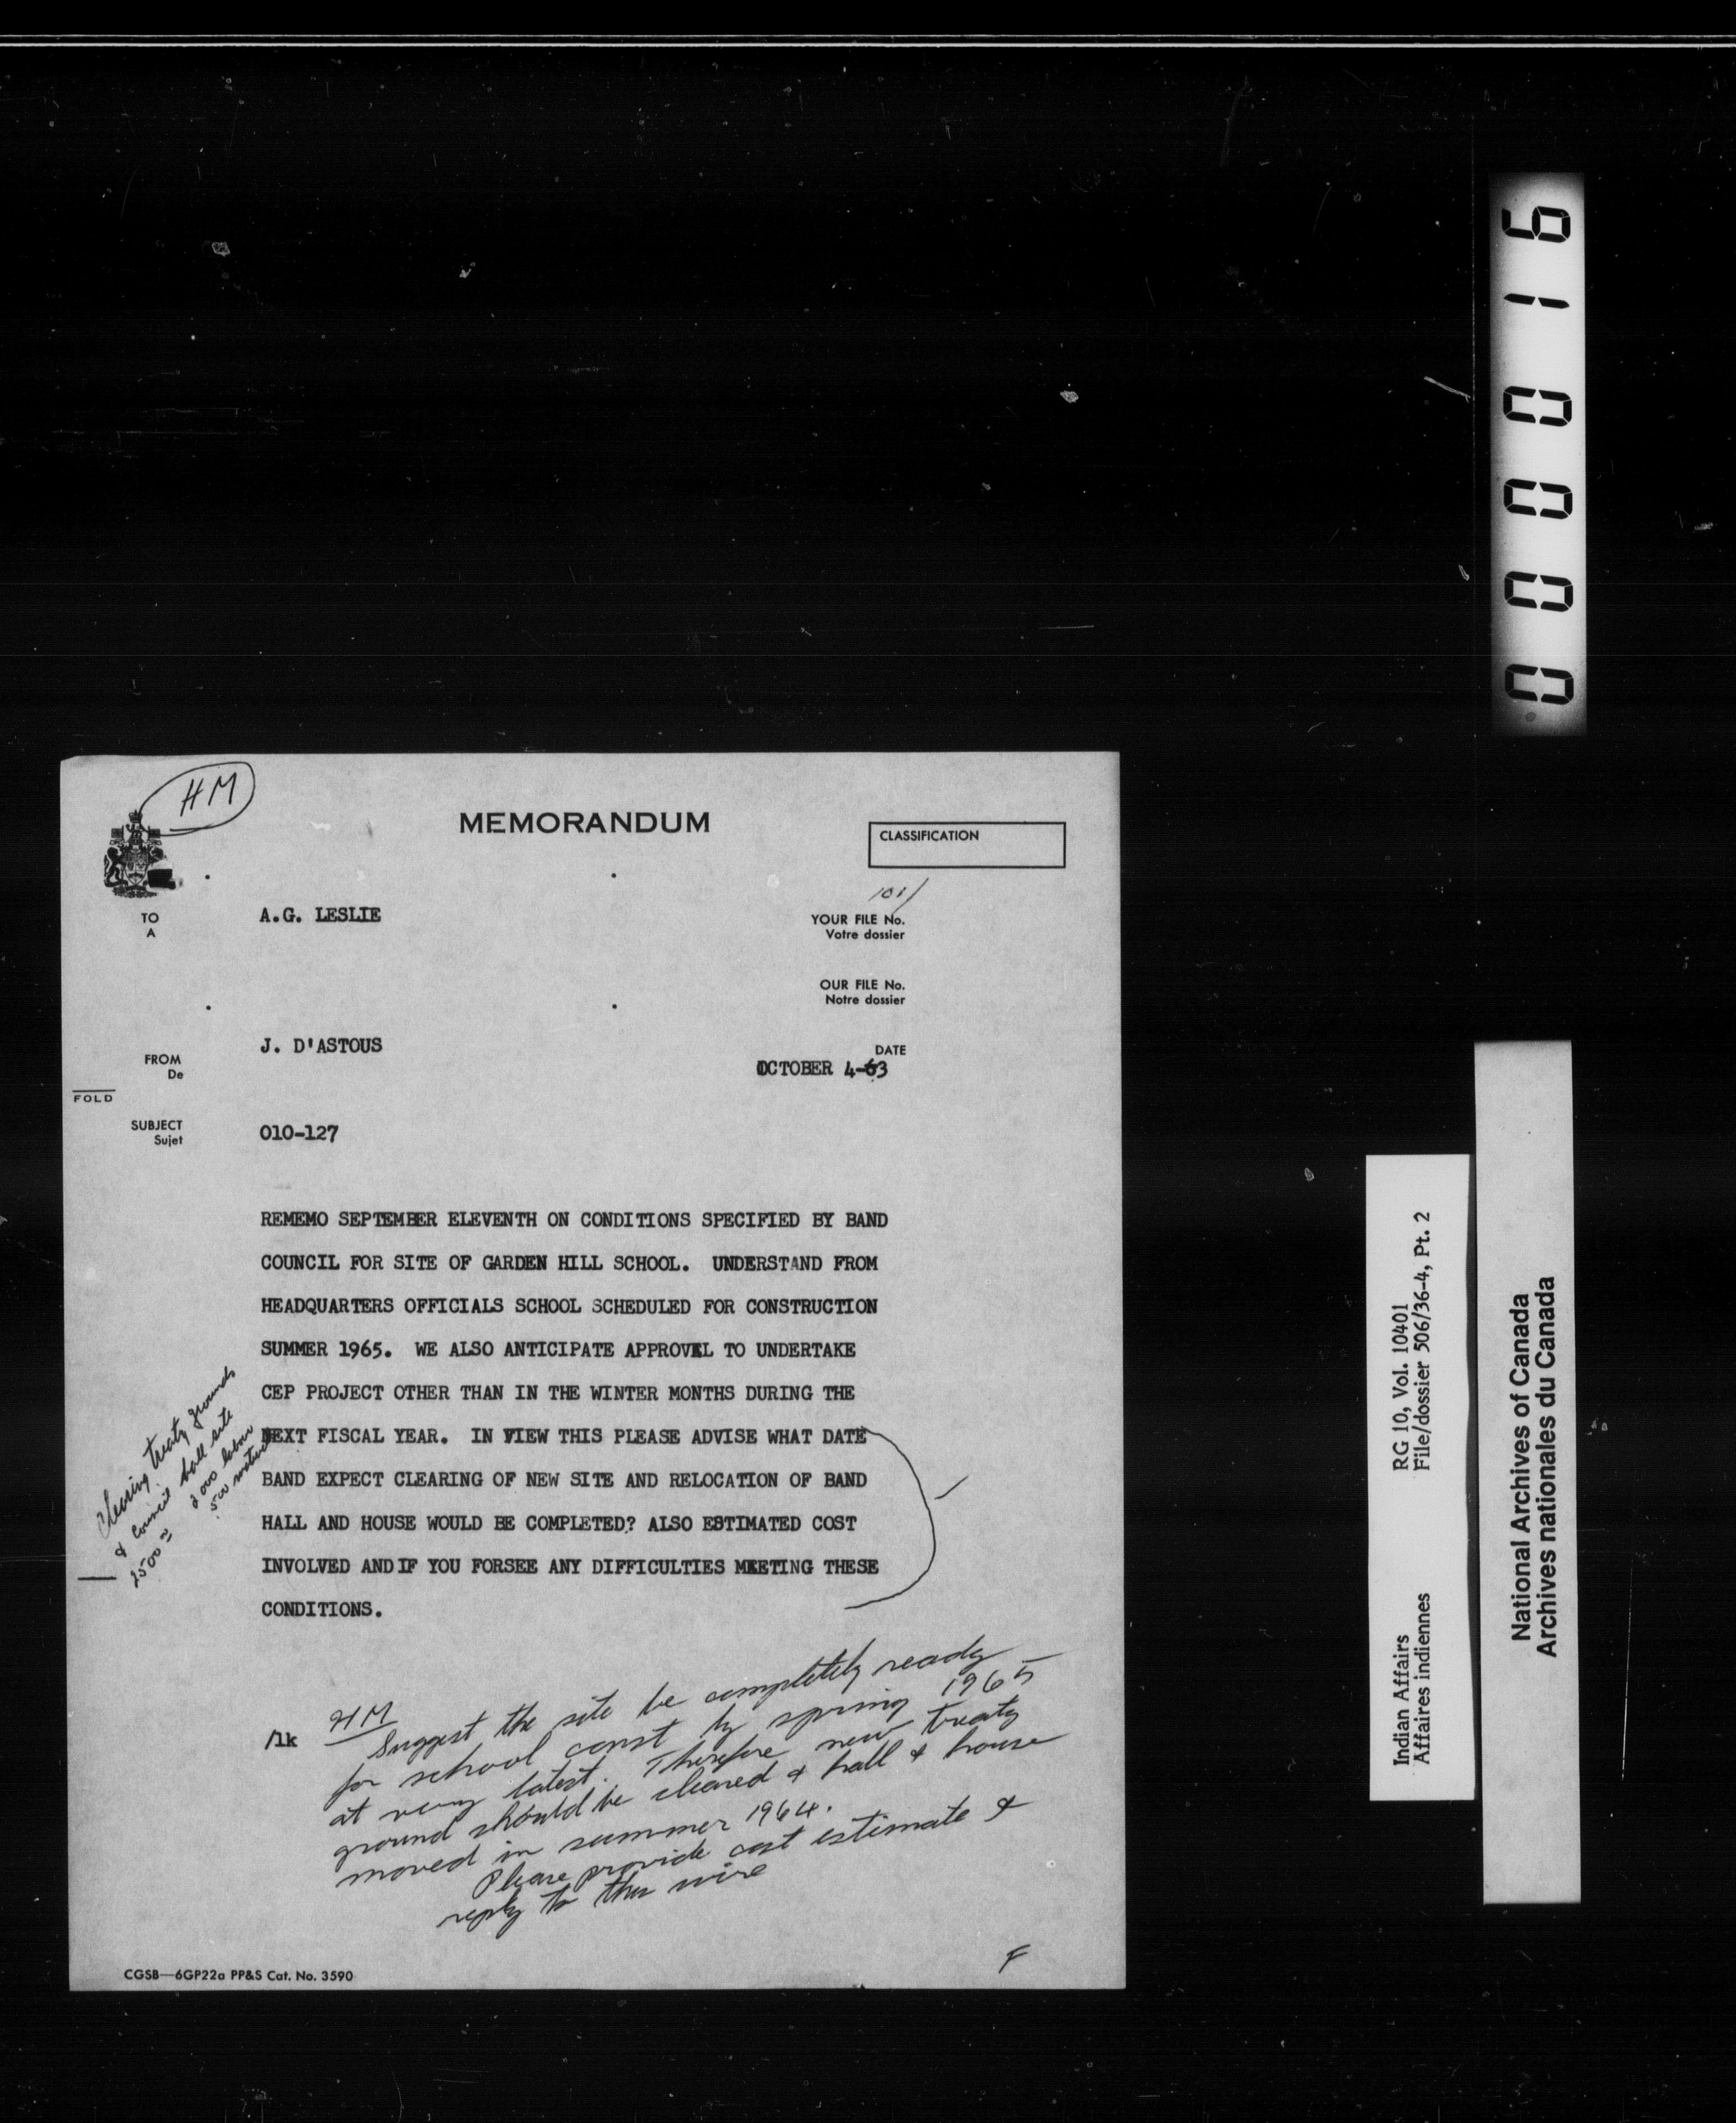 000016
HM
MEMORANDUM
CLASSIFICATION
101/
TO
A
A.G. LESLIE
YOUR FILE No.
Votre dossier
OUR FILE No.
Notre dossier
FROM
De
J. D'ASTOUS
DATE
OCTOBER 4-63
FOLD
SUBJECT
Sujet
010-127
REMEMO SEPTEMBER ELEVENTH ON CONDITIONS SPECIFIED BY BAND
COUNCIL FOR SITE OF GARDEN HILL SCHOOL. UNDERSTAND FROM
HEADQUARTERS OFFICIALS SCHOOL SCHEDULED FOR CONSTRUCTION
SUMMER 1965. WE ALSO ANTICIPATE APPROVAL TO UNDERTAKE
CEP PROJECT OTHER THAN IN THE WINTER MONTHS DURING THE
NEXT FISCAL YEAR. IN VIEW THIS PLEASE ADVISE WHAT DATE
BAND EXPECT CLEARING OF NEW SITE AND RELOCATION OF BAND
HALL AND HOUSE WOULD BE COMPLETED? ALSO ESTIMATED COST
INVOLVED AND IF YOU FORSEE ANY DIFFICULTIES MEETING THESE
CONDITIONS.
Clearing treaty grounds
& Council hall site
2000 labour
500 material
2500
/lk
HM
Suggest the site be completely ready
for school const by spring 1965
at very latest. Therefore new treaty
ground should be cleared & hall & house
moved in summer 1964.
Please provide cost estimate &
reply to this wire
F
CGSB—6GP22a PP&S Cat. No. 3590
Indian Affairs
Affaires indiennes
RG 10, Vol. 10401
File/dossier 506/36-4, Pt. 2
National Archives of Canada
Archives nationales du Canada